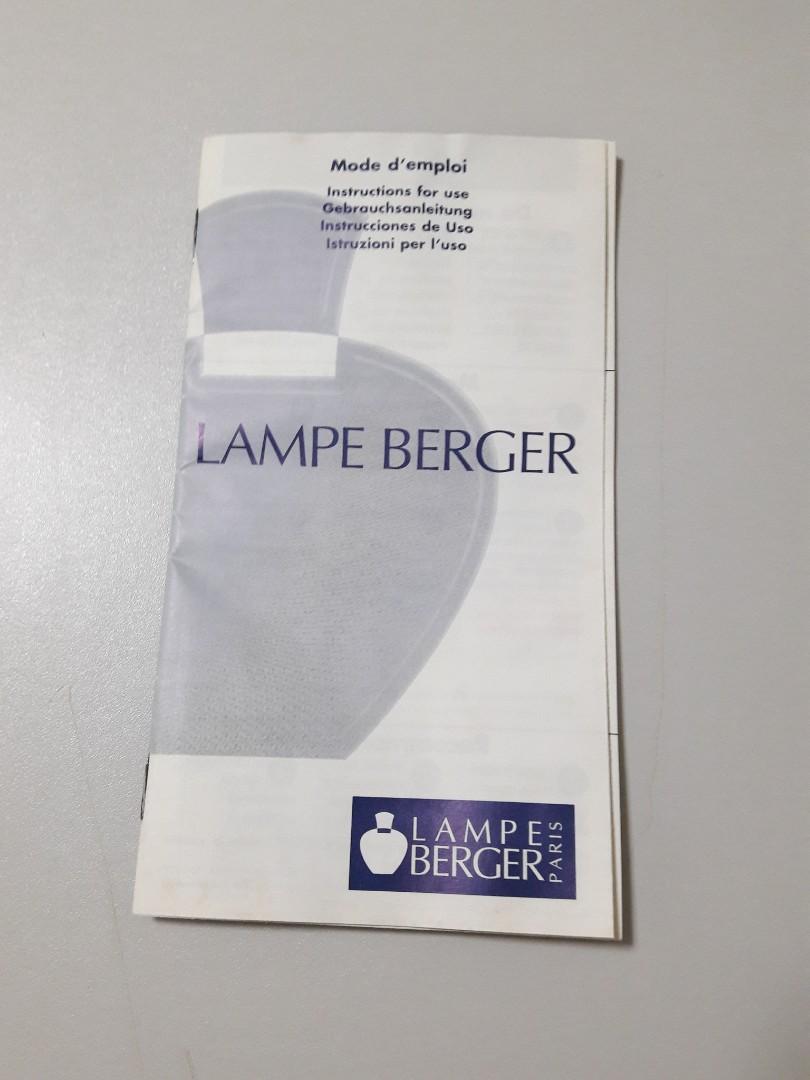 Mode d'emploi
Instructions for use
Gebrauchsanleitung
Instrucciones de Uso
Istruzioni per l'uso
LAMPE BERGER
LAMPE
BERGER
PARIS